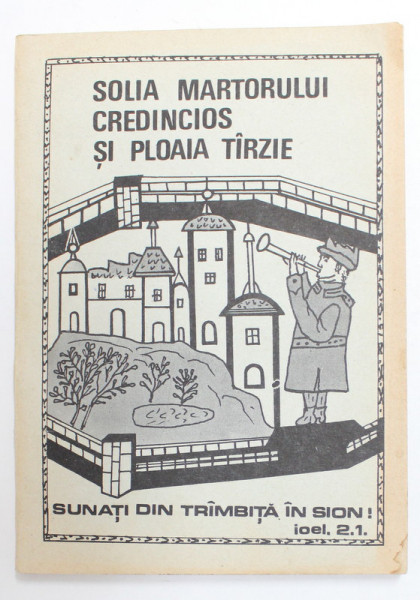 SOLIA MARTORULUI
CREDINCIOS
ȘI PLOAIA TÎRZIE
SUNAȚI DIN TRÎMBIȚĂ ÎN SION!
ioel. 2.1.